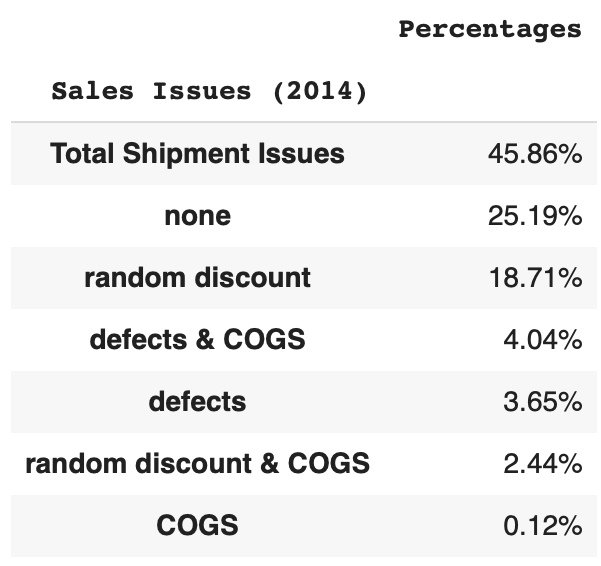 Percentages
Sales Issues (2014)
Total Shipment Issues 45.86%
none 25.19%
random discount 18.71%
defects & COGS 4.04%
defects 3.65%
random discount & COGS 2.44%
COGS 0.12%